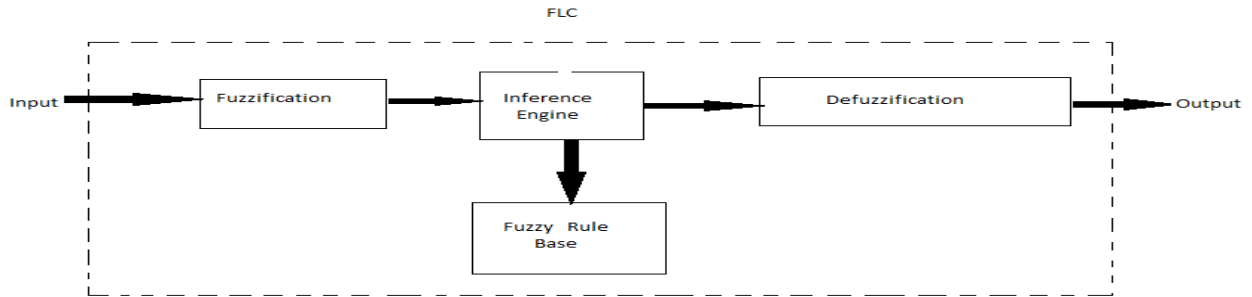 FLC
Input
Fuzzification
Inference
Engine
Defuzzification
Output
Fuzzy Rule
Base